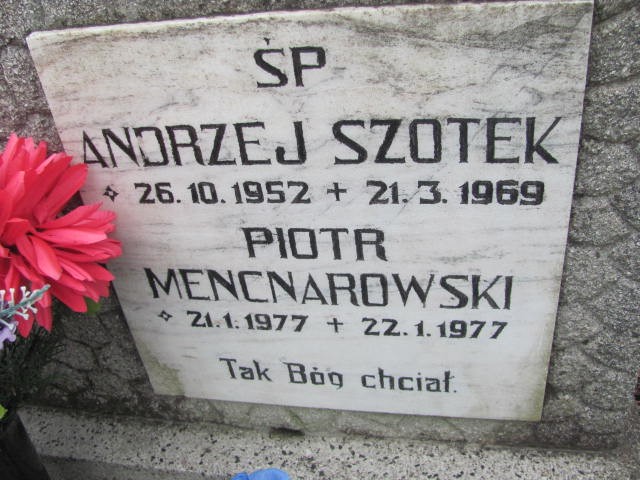 ŚP
ANDRZEJ SZOTEK
* 26.10.1952 + 21.3.1969
PIOTR
MENCNAROWSKI
* 21.1.1977 + 22.1.1977
Tak Bóg chciał.